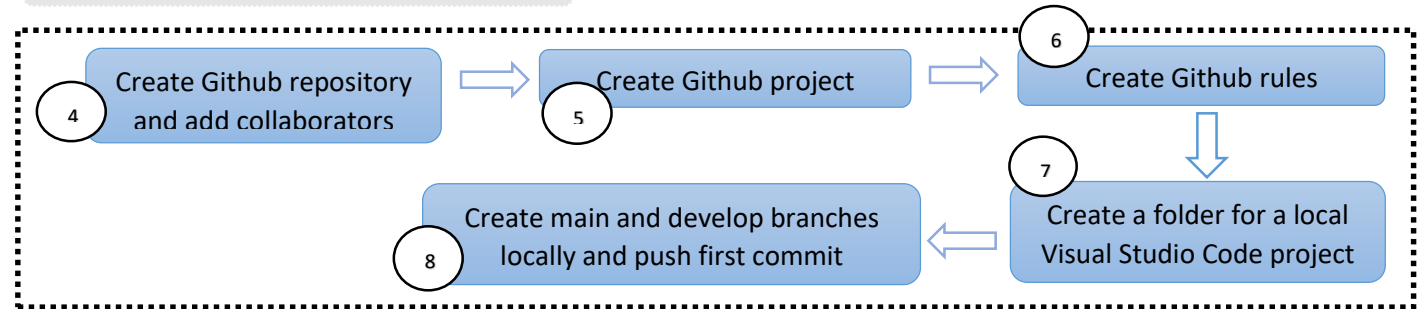 4
Create Github repository
and add collaborators
5
Create Github project
6
Create Github rules
7
Create a folder for a local
Visual Studio Code project
8
Create main and develop branches
locally and push first commit